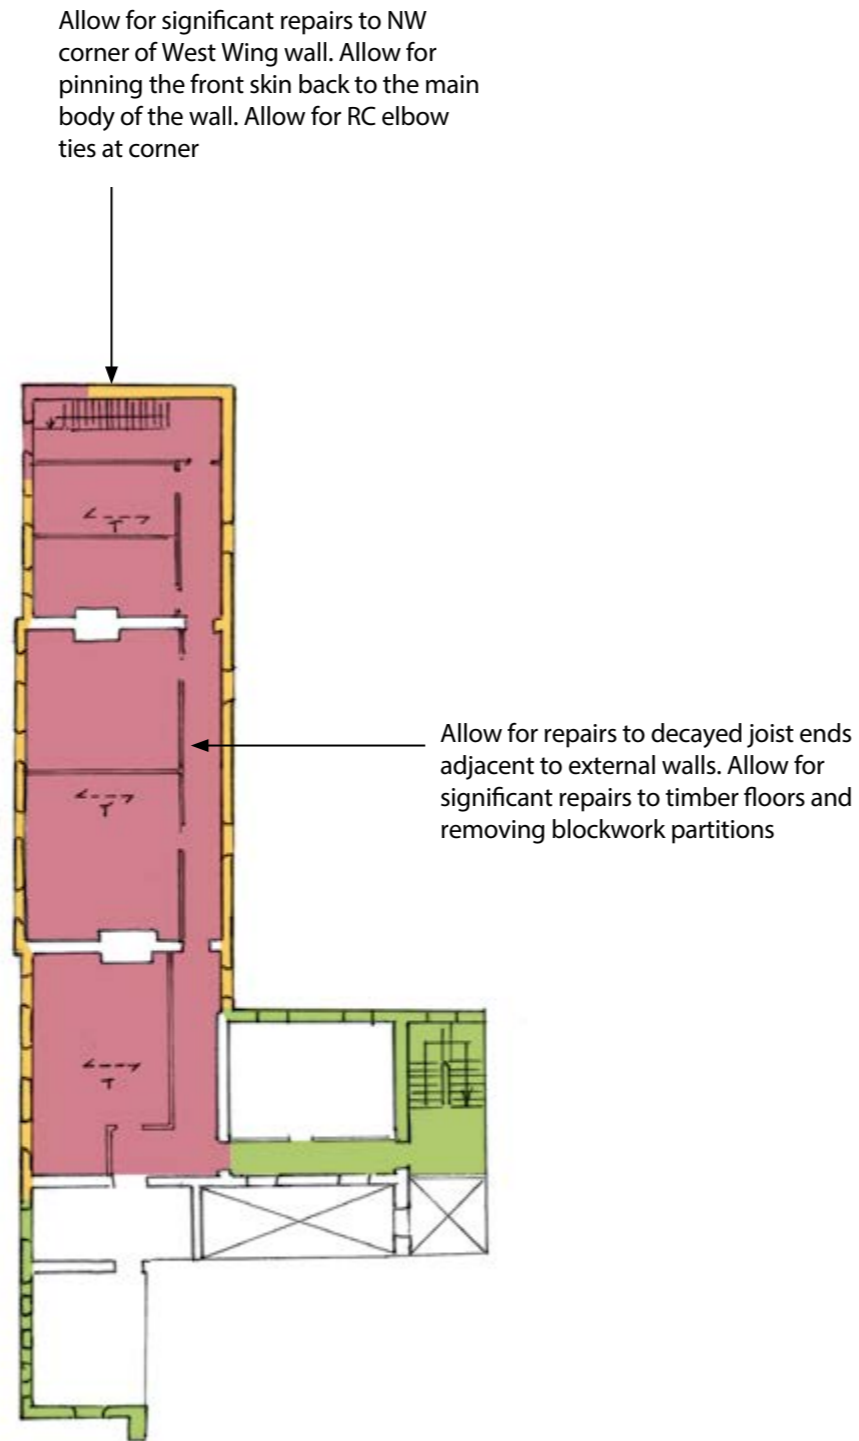 Allow for significant repairs to NW
corner of West Wing wall. Allow for
pinning the front skin back to the main
body of the wall. Allow for RC elbow
ties at corner
T
Allow for repairs to decayed joist ends
adjacent to external walls. Allow for
significant repairs to timber floors and
removing blockwork partitions
T
T